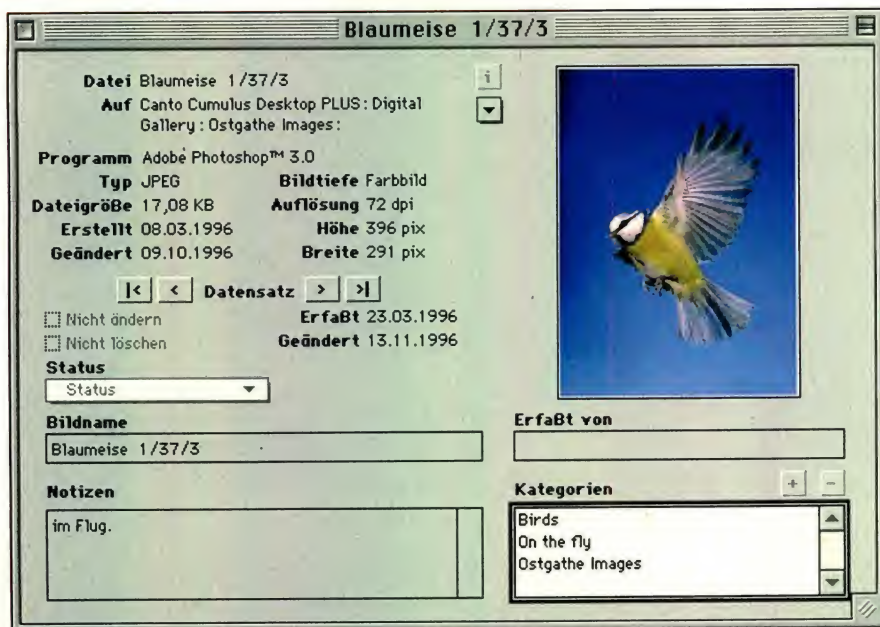 Blaumeise 1/37/3
Datei Blaumeise 1/37/3
Auf Canto Cumulus Desktop PLUS: Digital
Gallery: Ostgathe Images:
Programm Adobe Photoshop™ 3.0
Typ JPEG Bildtiefe Farbbild
Dateigröße 17,08 KB Auflösung 72 dpi
Erstellt 08.03.1996 Höhe 396 pix
Geändert 09.10.1996 Breite 291 pix
|< < Datensatz > >|
Nicht ändern Erfaßt 23.03.1996
Nicht löschen Geändert 13.11.1996
Status
Status
Bildname
Blaumeise 1/37/3
Notizen
im Flug.
i
Erfaßt von
Kategorien + -
Birds
On the fly
Ostgathe Images